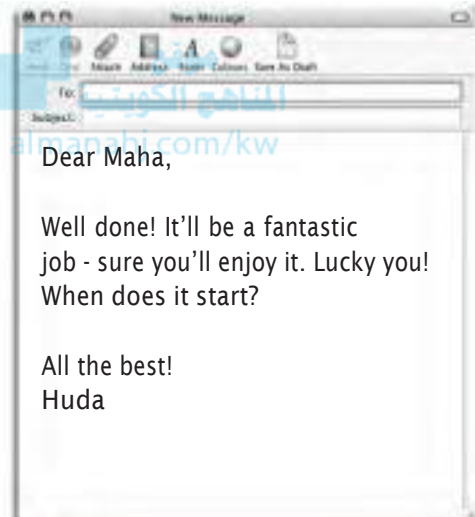 New Message
Attach Address Fonts Colours Save As Draft
To:
Subject:
المناهج الكويتية
almanahj.com/kw
Dear Maha,
Well done! It’ll be a fantastic
job - sure you’ll enjoy it. Lucky you!
When does it start?
All the best!
Huda